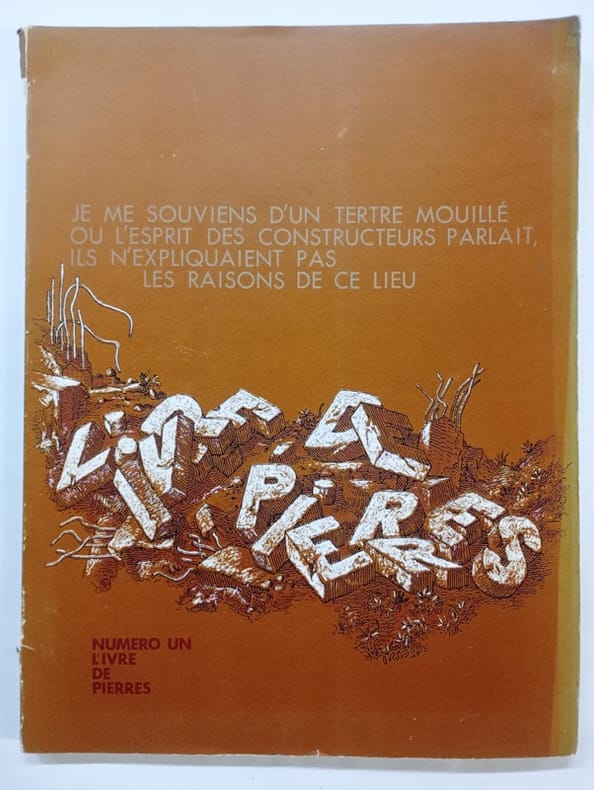 JE ME SOUVIENS D'UN TERTRE MOUILLÉ
OU L'ESPRIT DES CONSTRUCTEURS PARLAIT,
ILS N'EXPLIQUAIENT PAS
LES RAISONS DE CE LIEU
L'IVRE DE
PIERRES
NUMERO UN
L'IVRE
DE
PIERRES